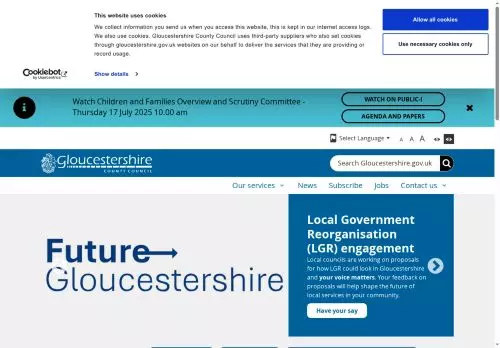 This website uses cookies
We collect information you send us when you access this website, this is kept in our internet access logs.
We also use cookies. Gloucestershire County Council uses third-party suppliers who also set cookies
through gloucestershire.gov.uk websites on our behalf to deliver the services that they are providing or
record usage.
Allow all cookies
Use necessary cookies only
Cookiebot
by Usercentrics
Show details
Watch Children and Families Overview and Scrutiny Committee -
Thursday 17 July 2025 10.00 am
WATCH ON PUBLIC-I
AGENDA AND PAPERS
Select Language
A A A
Gloucestershire
COUNTY COUNCIL
Search Gloucestershire.gov.uk
Our services News Subscribe Jobs Contact us
Future
Gloucestershire
Local Government
Reorganisation
(LGR) engagement
Local councils are working on proposals
for how LGR could look in Gloucestershire
and your voice matters. Your feedback on
proposals will help shape the future of
local services in your community.
Have your say